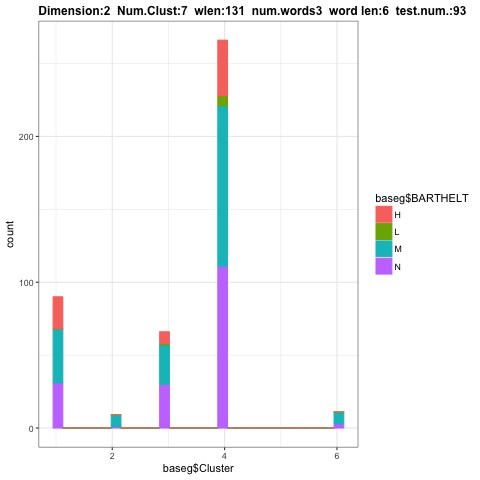 Dimension:2 Num.Clust:7 wlen:131 num.words3 word len:6 test.num.:93
200
100
0
count
2 4 6
baseg$Cluster
baseg$BARTHELT
H
L
M
N